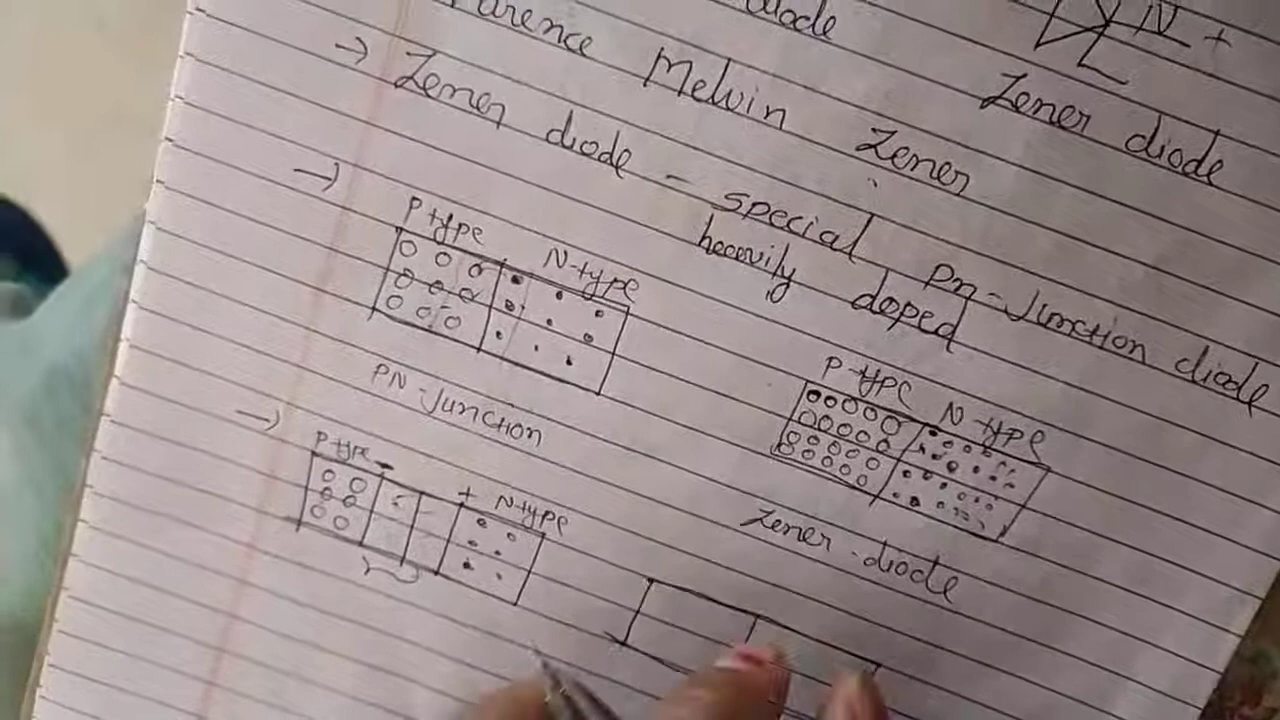 diode
N +
Zener diode
Melvin Zener
→ Zener diode - special Pn-Junction diode
heavily doped
→ P type N-type
PN-Junction
P-type N-type
Zener-diode
→ P type - + N-type